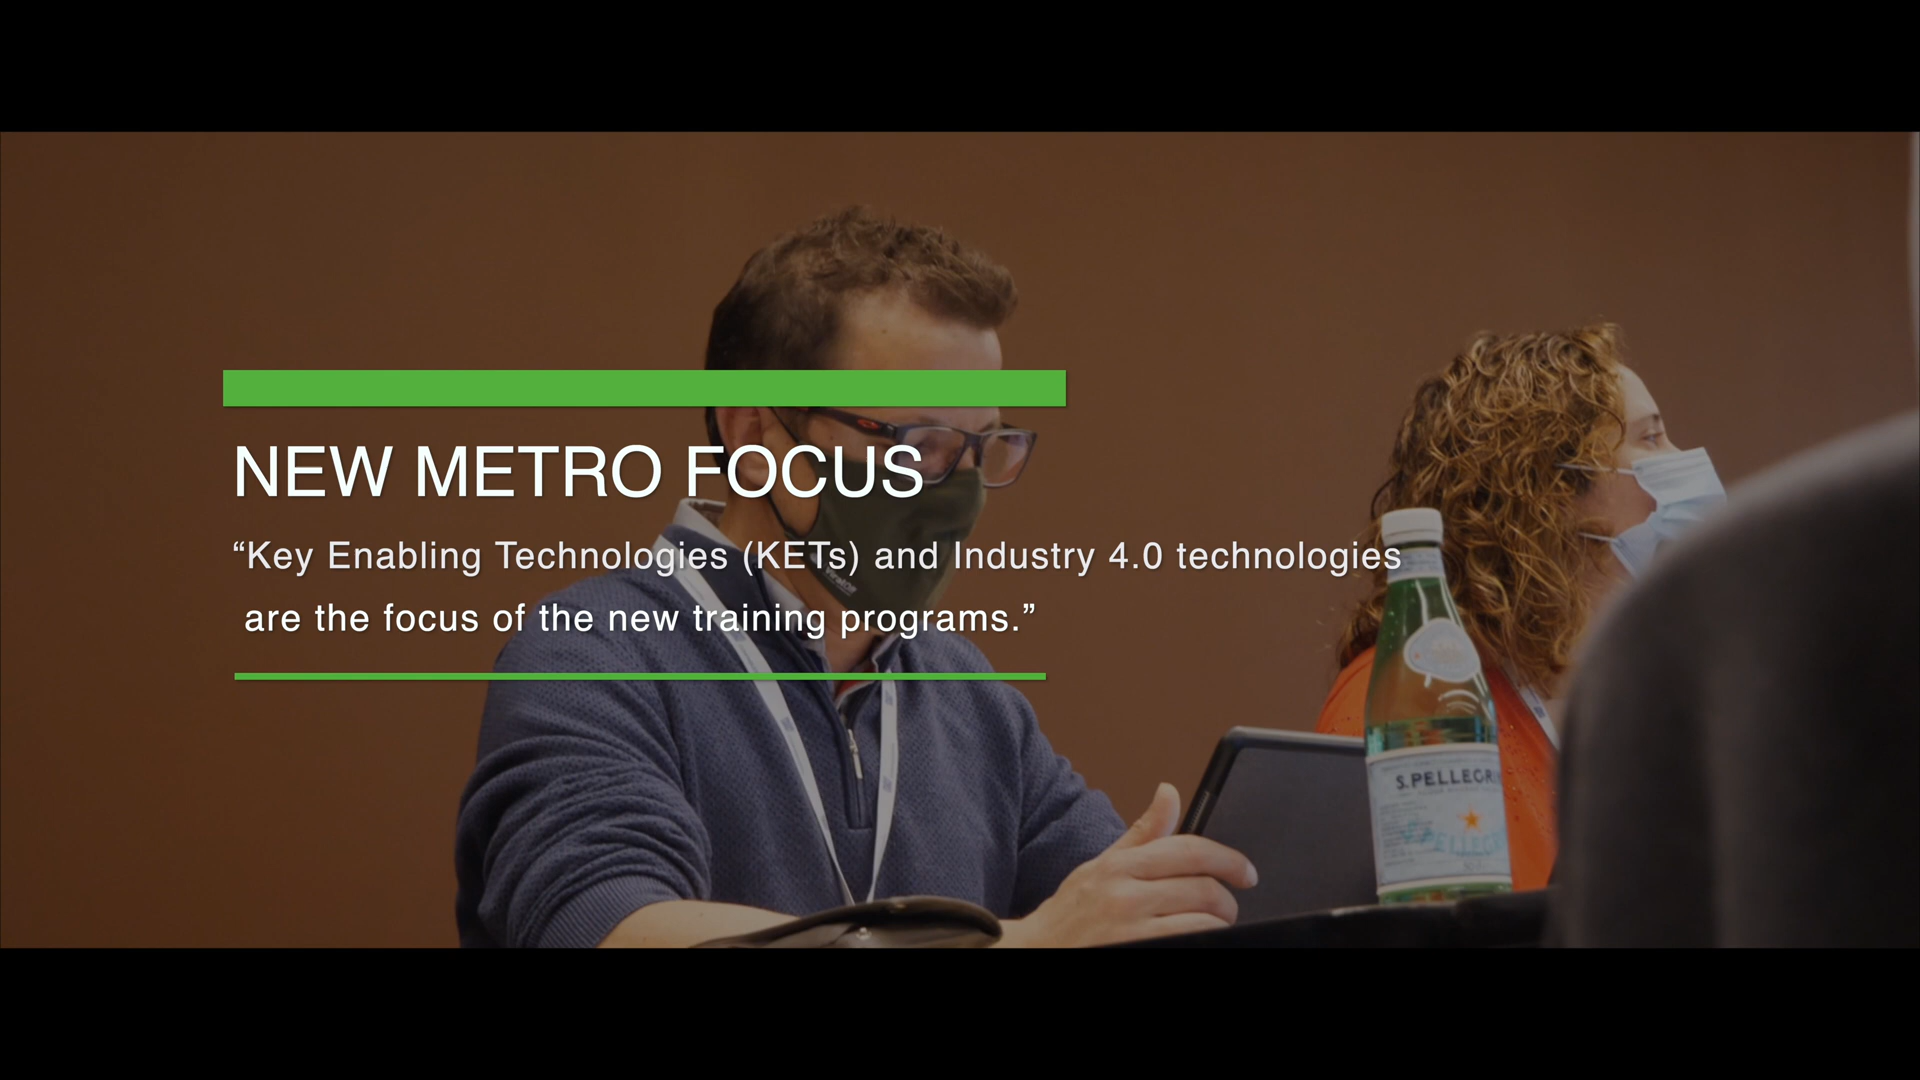 NEW METRO FOCUS
“Key Enabling Technologies (KETs) and Industry 4.0 technologies
are the focus of the new training programs.”
S.PELLEGRI